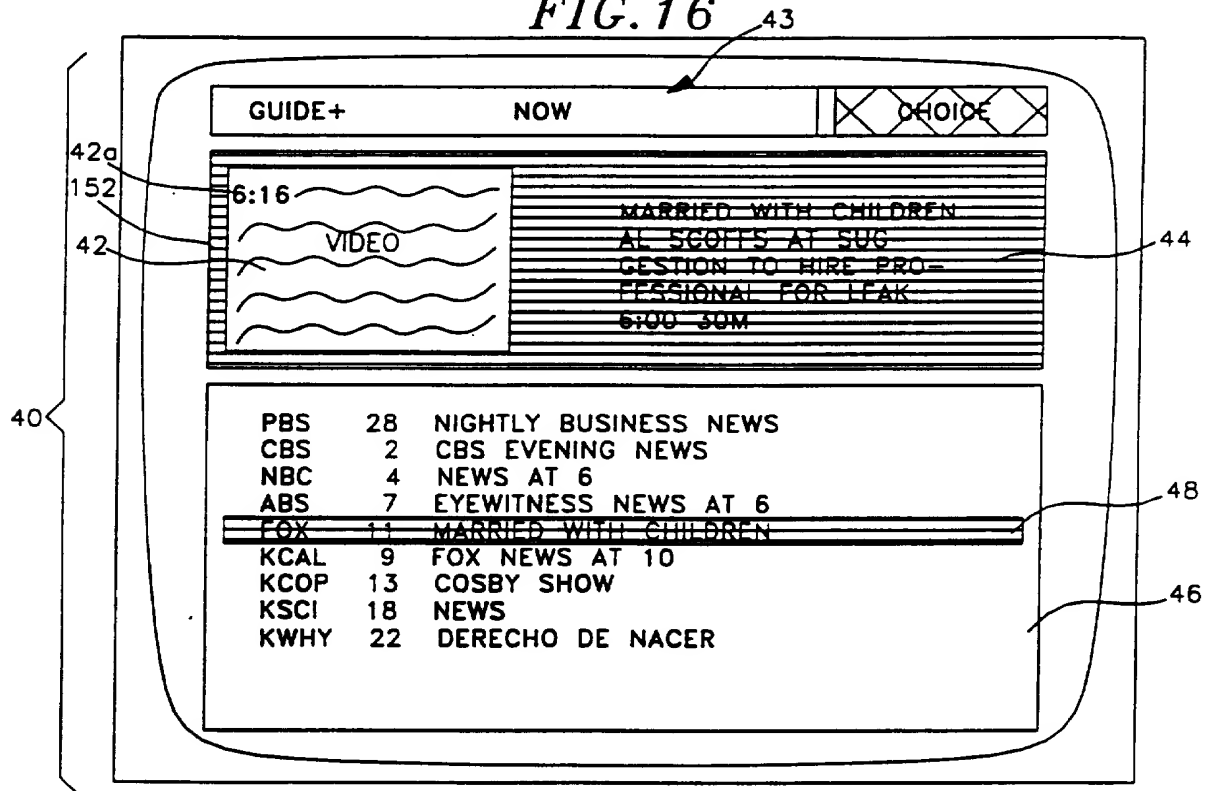 FIG. 16
43
GUIDE+ NOW CHOICE
42a
152
42
6:16
VIDEO
MARRIED WITH CHILDREN
AL SCOFFS AT SUG-
GESTION TO HIRE PRO-
FESSIONAL FOR LEAK
6:00 30M
44
40
PBS 28 NIGHTLY BUSINESS NEWS
CBS 2 CBS EVENING NEWS
NBC 4 NEWS AT 6
ABS 7 EYEWITNESS NEWS AT 6
FOX 11 MARRIED WITH CHILDREN
48
KCAL 9 FOX NEWS AT 10
KCOP 13 COSBY SHOW
KSCI 18 NEWS
KWHY 22 DERECHO DE NACER
46